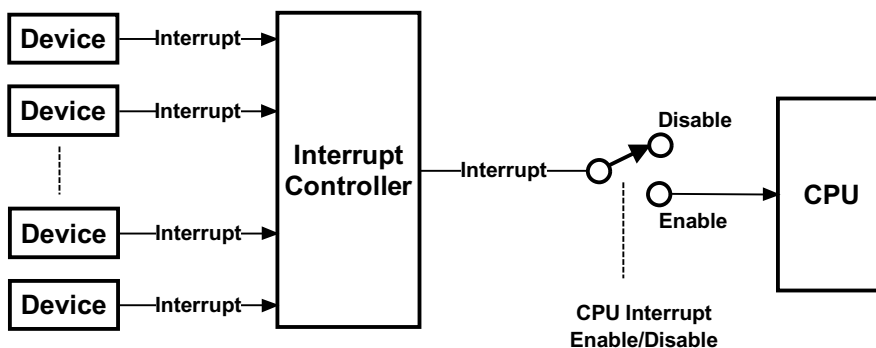 Device
Interrupt
Device
Interrupt
Device
Interrupt
Device
Interrupt
Interrupt
Controller
Interrupt
Disable
Enable
CPU
CPU Interrupt
Enable/Disable